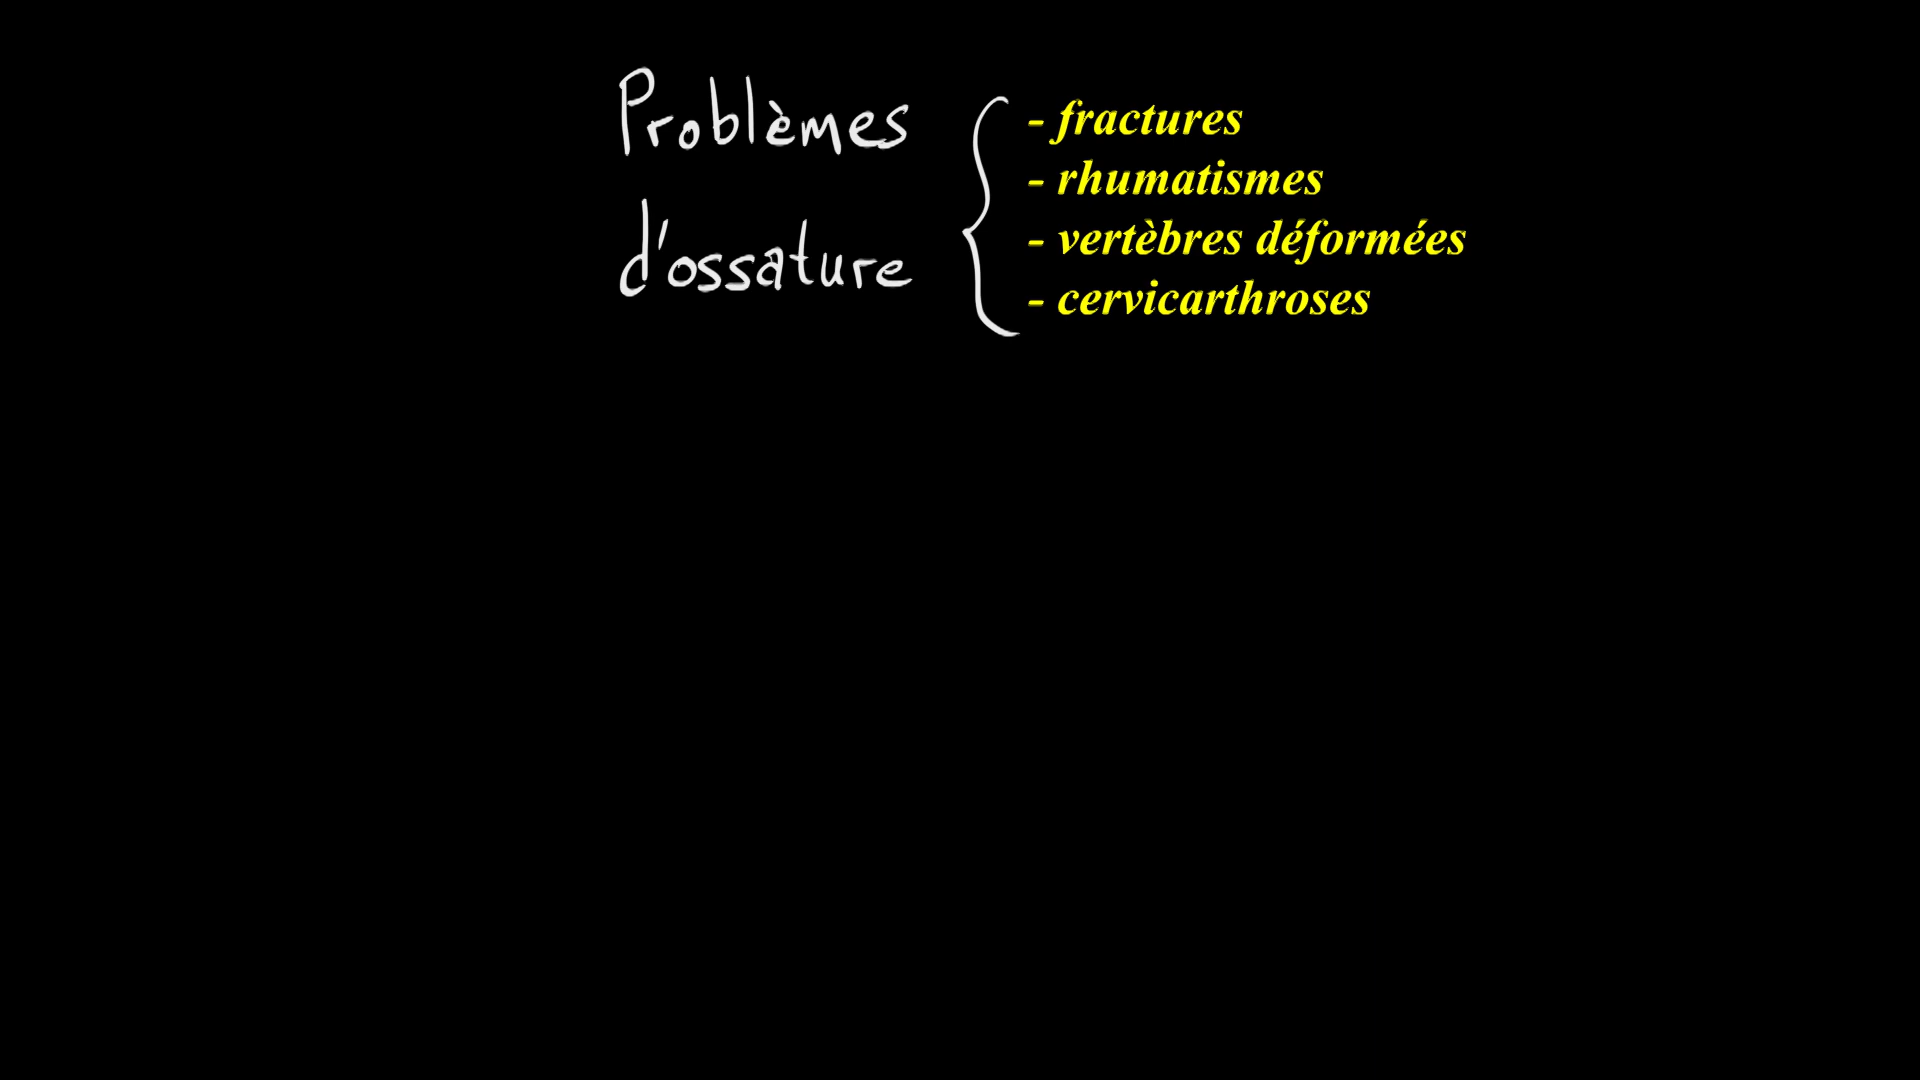 Problèmes
d'ossature
- fractures
- rhumatismes
- vertèbres déformées
- cervicarthroses